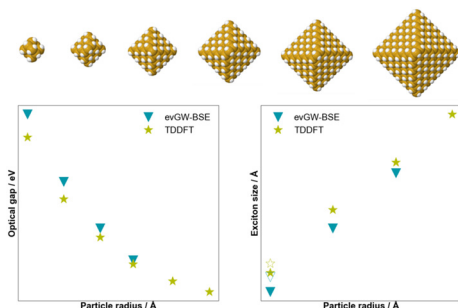 evGW-BSE
TDDFT
Optical gap / eV
Particle radius / Å
evGW-BSE
TDDFT
Exciton size / Å
Particle radius / Å